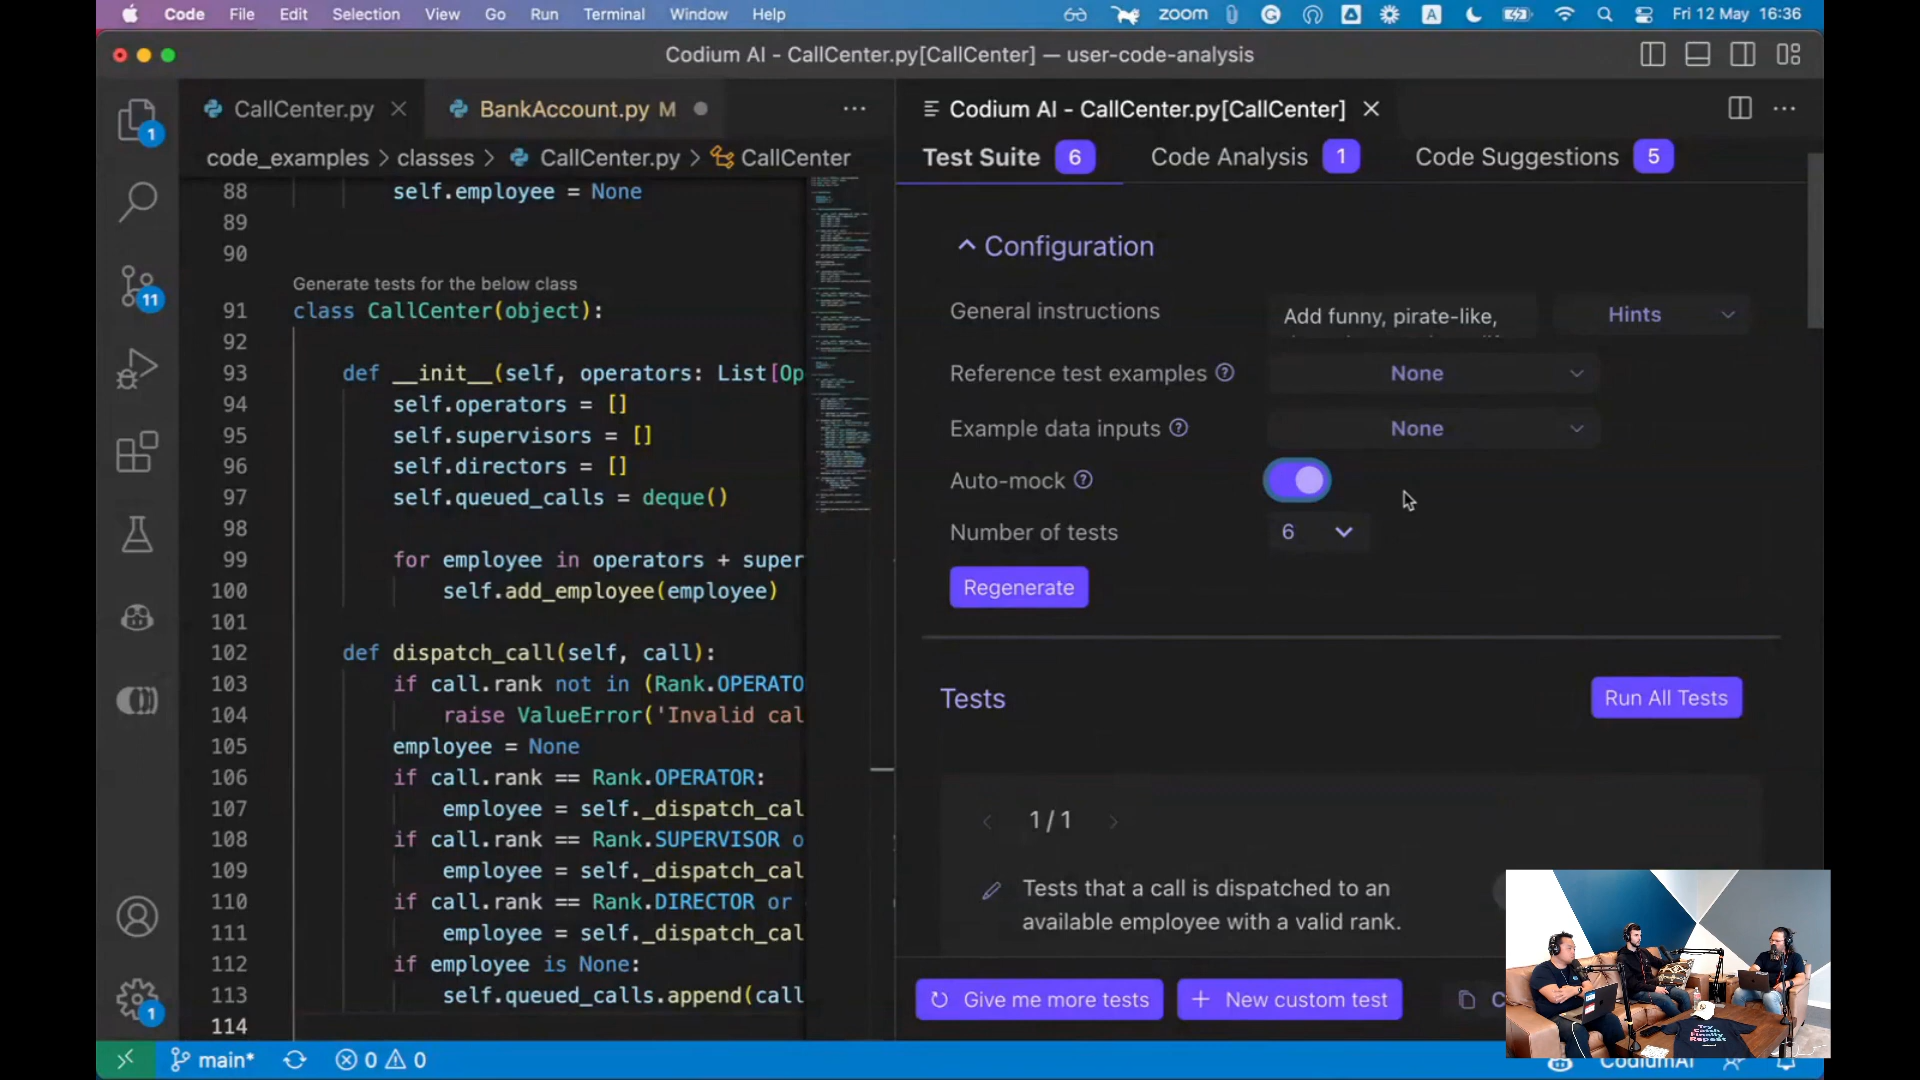 Code File Edit Selection View Go Run Terminal Window Help zoom A Fri 12 May 16:36
Codium AI - CallCenter.py[CallCenter] — user-code-analysis
CallCenter.py
BankAccount.py M
code_examples > classes > CallCenter.py > CallCenter
88 self.employee = None
89
90
Generate tests for the below class
91 class CallCenter(object):
92
93 def __init__(self, operators: List[Op
94 self.operators = []
95 self.supervisors = []
96 self.directors = []
97 self.queued_calls = deque()
98
99 for employee in operators + super
100 self.add_employee(employee)
101
102 def dispatch_call(self, call):
103 if call.rank not in (Rank.OPERATO
104 raise ValueError('Invalid cal
105 employee = None
106 if call.rank == Rank.OPERATOR:
107 employee = self._dispatch_cal
108 if call.rank == Rank.SUPERVISOR o
109 employee = self._dispatch_cal
110 if call.rank == Rank.DIRECTOR or
111 employee = self._dispatch_cal
112 if employee is None:
113 self.queued_calls.append(call
114
1
11
1
Codium AI - CallCenter.py[CallCenter]
Test Suite 6 Code Analysis 1 Code Suggestions 5
Configuration
General instructions
Add funny, pirate-like,
Hints
Reference test examples
None
Example data inputs
None
Auto-mock
Number of tests
6
Regenerate
Tests
Run All Tests
1 / 1
Tests that a call is dispatched to an
available employee with a valid rank.
Give me more tests
New custom test
C
Try
Catch
Finally
Repeat
main*
0 0
CodiumAI